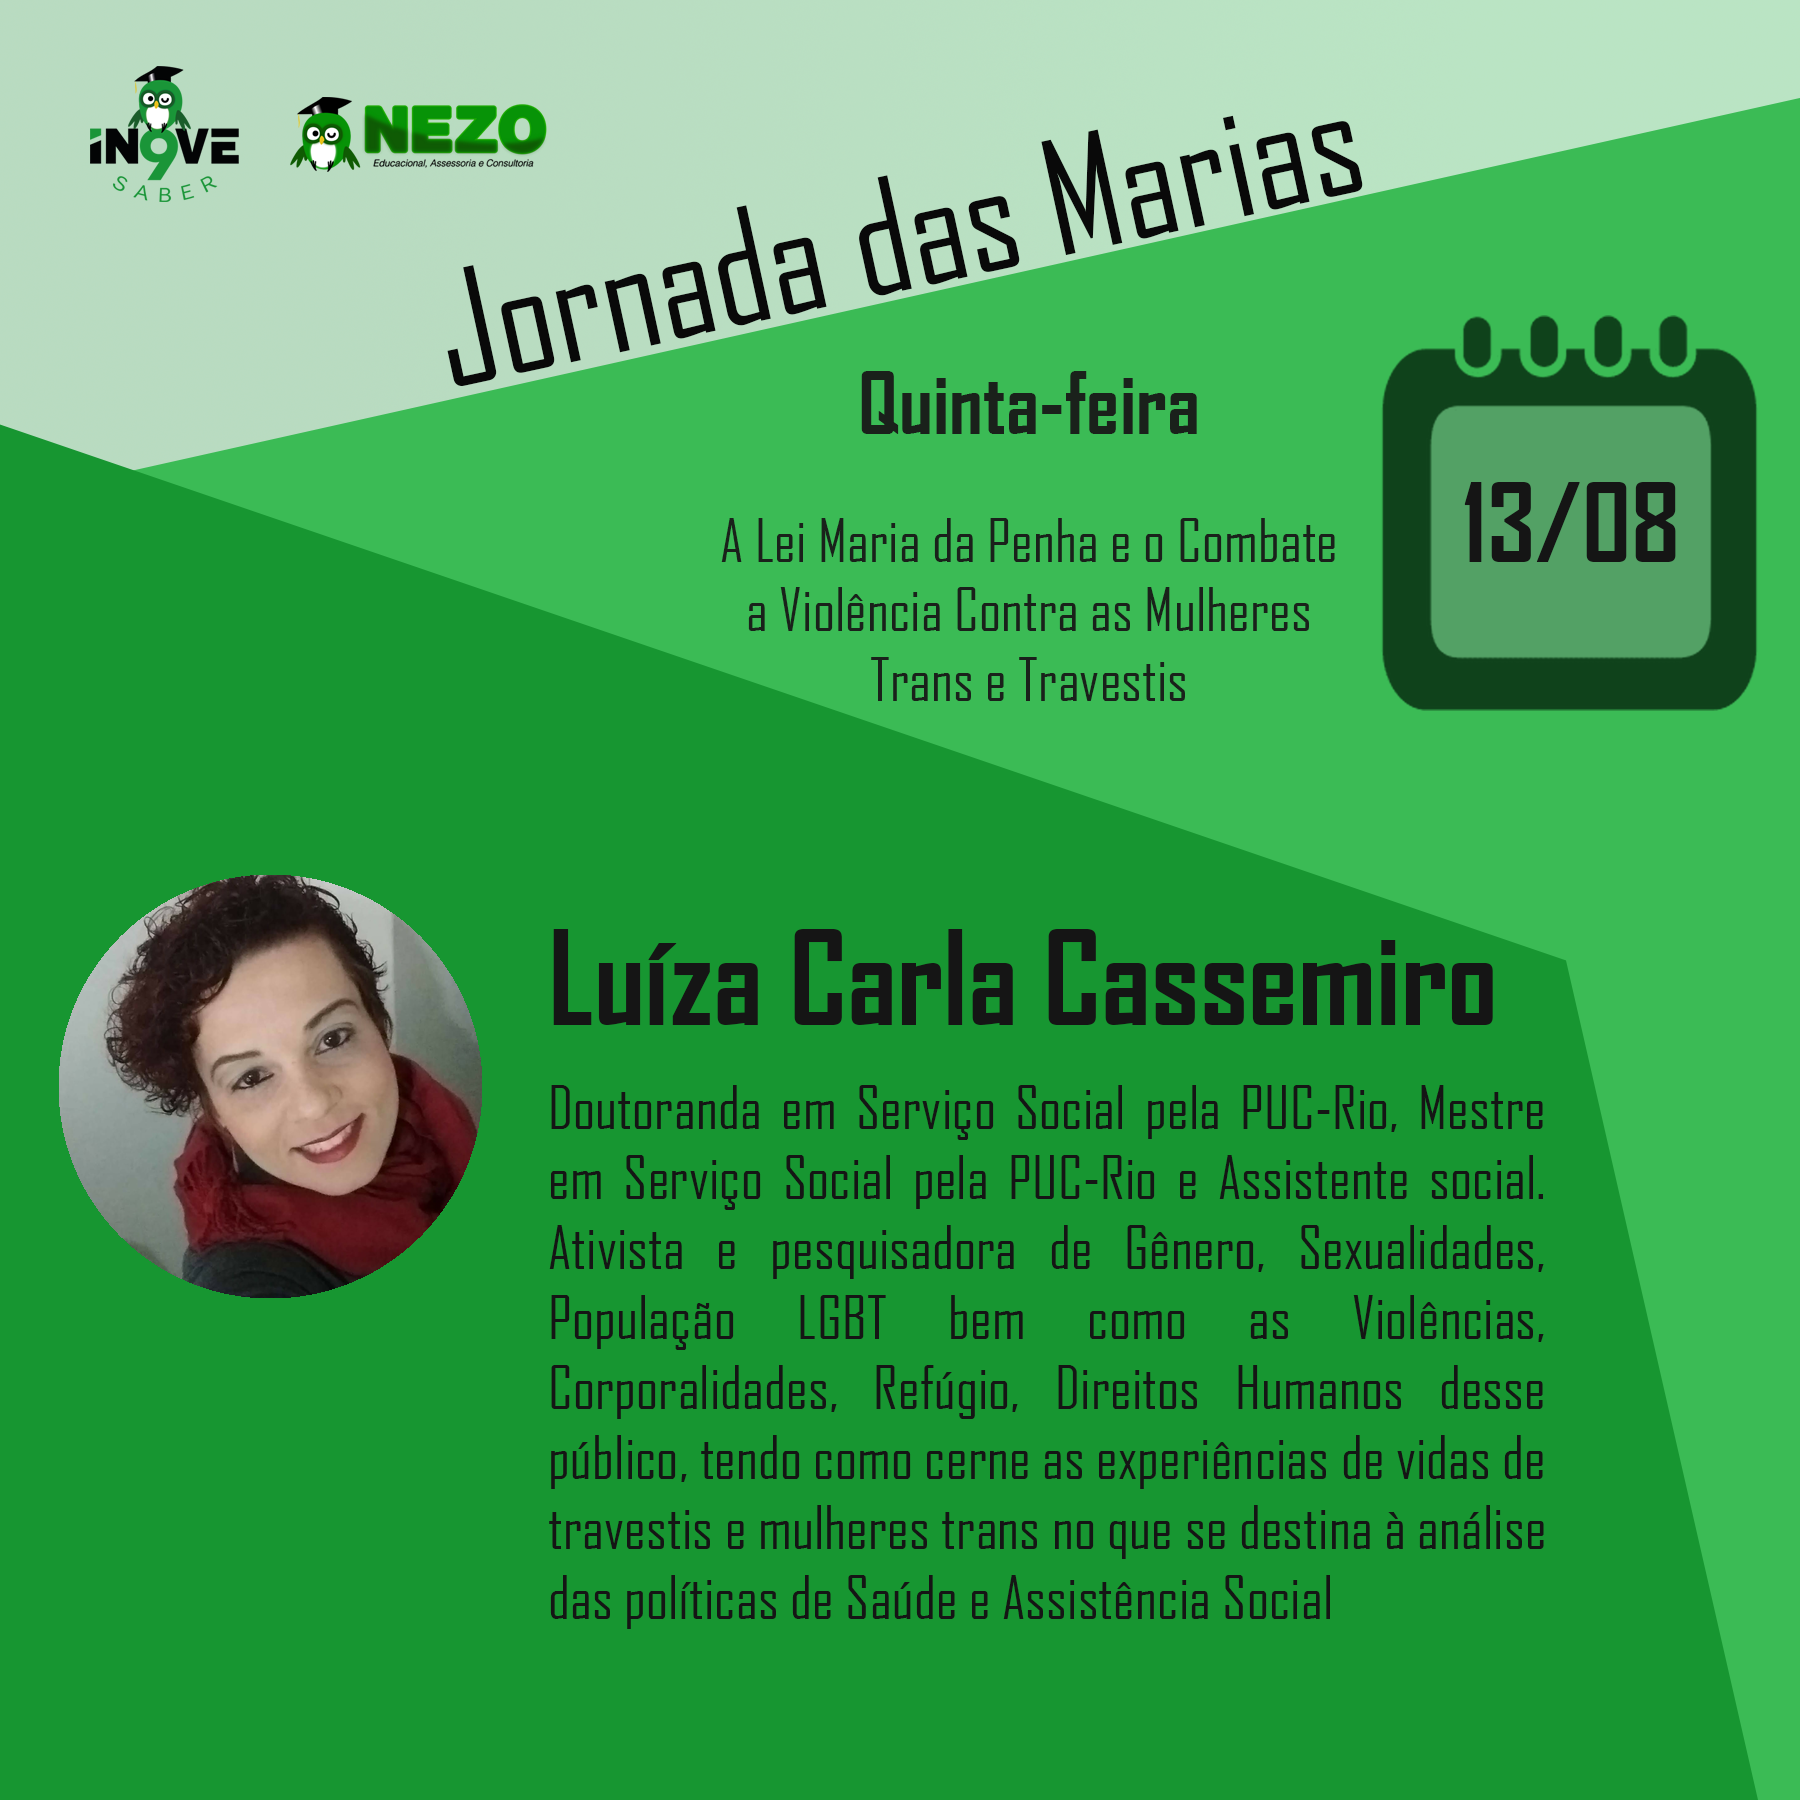 iN9VE
SABER
NEZO
Educacional, Assessoria e Consultoria
Jornada das Marias
Quinta-feira
13/08
A Lei Maria da Penha e o Combate
a Violência Contra as Mulheres
Trans e Travestis
Luíza Carla Cassemiro
Doutoranda em Serviço Social pela PUC-Rio, Mestre
em Serviço Social pela PUC-Rio e Assistente social.
Ativista e pesquisadora de Gênero, Sexualidades,
População LGBT bem como as Violências,
Corporalidades, Refúgio, Direitos Humanos desse
público, tendo como cerne as experiências de vidas de
travestis e mulheres trans no que se destina à análise
das políticas de Saúde e Assistência Social